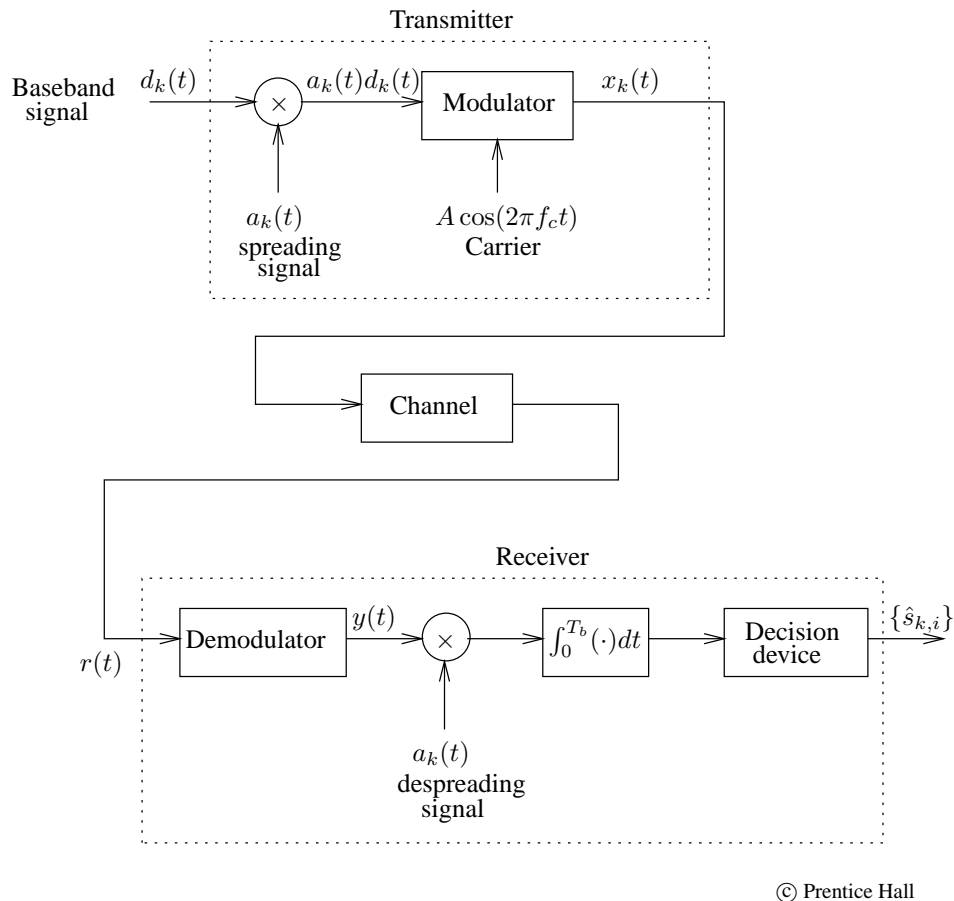 Transmitter
Baseband
signal
d_k(t)
×
a_k(t)d_k(t)
Modulator
x_k(t)
a_k(t)
spreading
signal
A cos(2πf_ct)
Carrier
Channel
Receiver
r(t)
Demodulator
y(t)
×
∫_0^{T_b}(·)dt
Decision
device
{ŝ_{k,i}}
a_k(t)
despreading
signal
© Prentice Hall